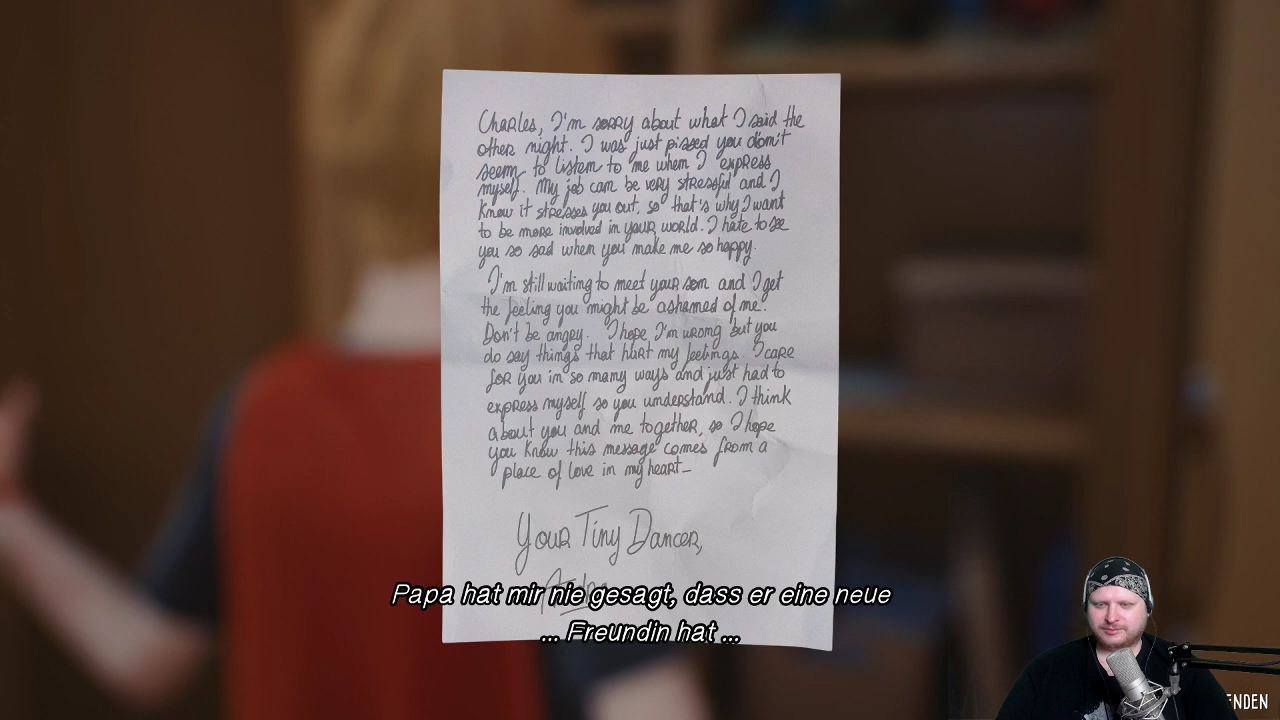 Charles, I'm sorry about what I said the
other night. I was just pissed you don't
seem to listen to me when I express
myself. My job can be very stressful and I
know it stresses you out, so that's why I want
to be more involved in your world. I hate to see
you so sad when you make me so happy.
I'm still waiting to meet your son and I get
the feeling you might be ashamed of me.
Don't be angry. I hope I'm wrong but you
do say things that hurt my feelings. I care
for you in so many ways and just had to
express myself so you understand. I think
about you and me together, so I hope
you know this message comes from a
place of love in my heart_
Your Tiny Dancer,
Papa hat mir nie gesagt, dass er eine neue
... Freundin hat ...
ENDEN